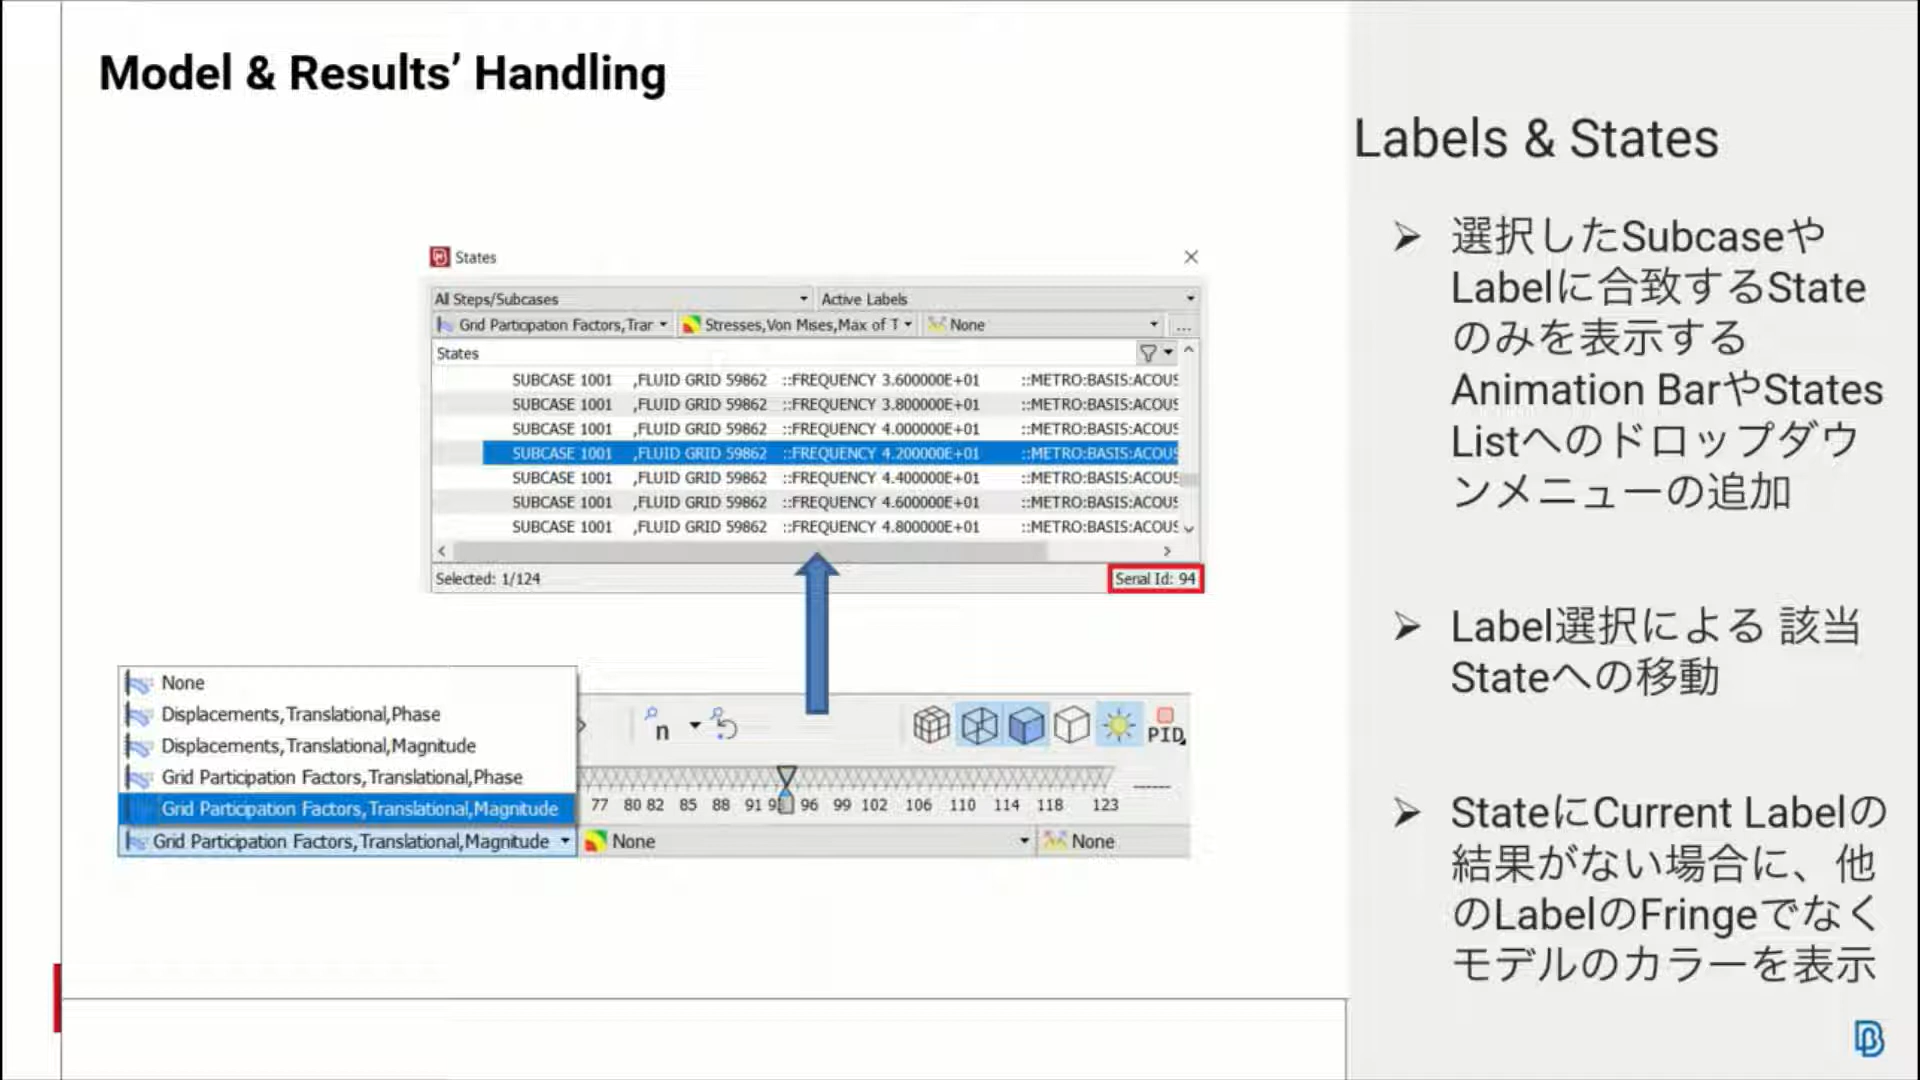 Model & Results’ Handling
Labels & States
選択したSubcaseや
Labelに合致するState
のみを表示する
Animation BarやStates
Listへのドロップダウ
ンメニューの追加
Label選択による 該当
Stateへの移動
StateにCurrent Labelの
結果がない場合に、他
のLabelのFringeでなく
モデルのカラーを表示
States
All Steps/Subcases Active Labels
Grid Participation Factors,Trar Stresses,Von Mises,Max of T None ...
States
SUBCASE 1001 ,FLUID GRID 59862 ::FREQUENCY 3.600000E+01 ::METRO:BASIS:ACOUS
SUBCASE 1001 ,FLUID GRID 59862 ::FREQUENCY 3.800000E+01 ::METRO:BASIS:ACOUS
SUBCASE 1001 ,FLUID GRID 59862 ::FREQUENCY 4.000000E+01 ::METRO:BASIS:ACOUS
SUBCASE 1001 ,FLUID GRID 59862 ::FREQUENCY 4.200000E+01 ::METRO:BASIS:ACOUS
SUBCASE 1001 ,FLUID GRID 59862 ::FREQUENCY 4.400000E+01 ::METRO:BASIS:ACOUS
SUBCASE 1001 ,FLUID GRID 59862 ::FREQUENCY 4.600000E+01 ::METRO:BASIS:ACOUS
SUBCASE 1001 ,FLUID GRID 59862 ::FREQUENCY 4.800000E+01 ::METRO:BASIS:ACOUS
Selected: 1/124 Serial Id: 94
None
Displacements,Translational,Phase
Displacements,Translational,Magnitude
Grid Participation Factors,Translational,Phase
Grid Participation Factors,Translational,Magnitude
n PID
77 80 82 85 88 91 96 99 102 106 110 114 118 123
Grid Participation Factors,Translational,Magnitude None None